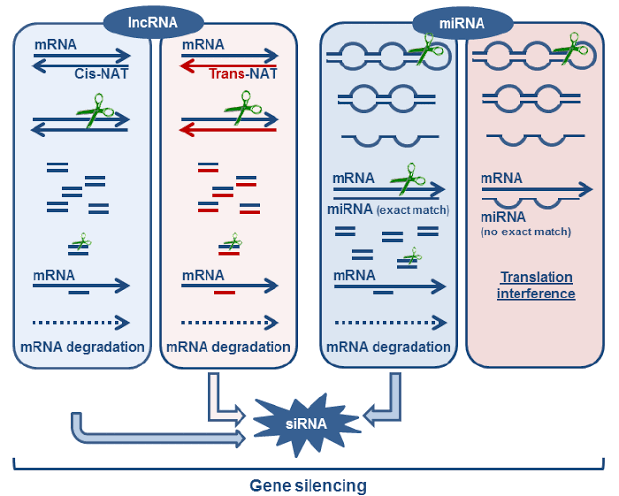 lncRNA
miRNA
mRNA
Cis-NAT
mRNA degradation
mRNA
mRNA
Trans-NAT
mRNA
mRNA degradation
mRNA
miRNA (exact match)
mRNA
mRNA degradation
mRNA
miRNA
(no exact match)
Translation
interference
siRNA
Gene silencing